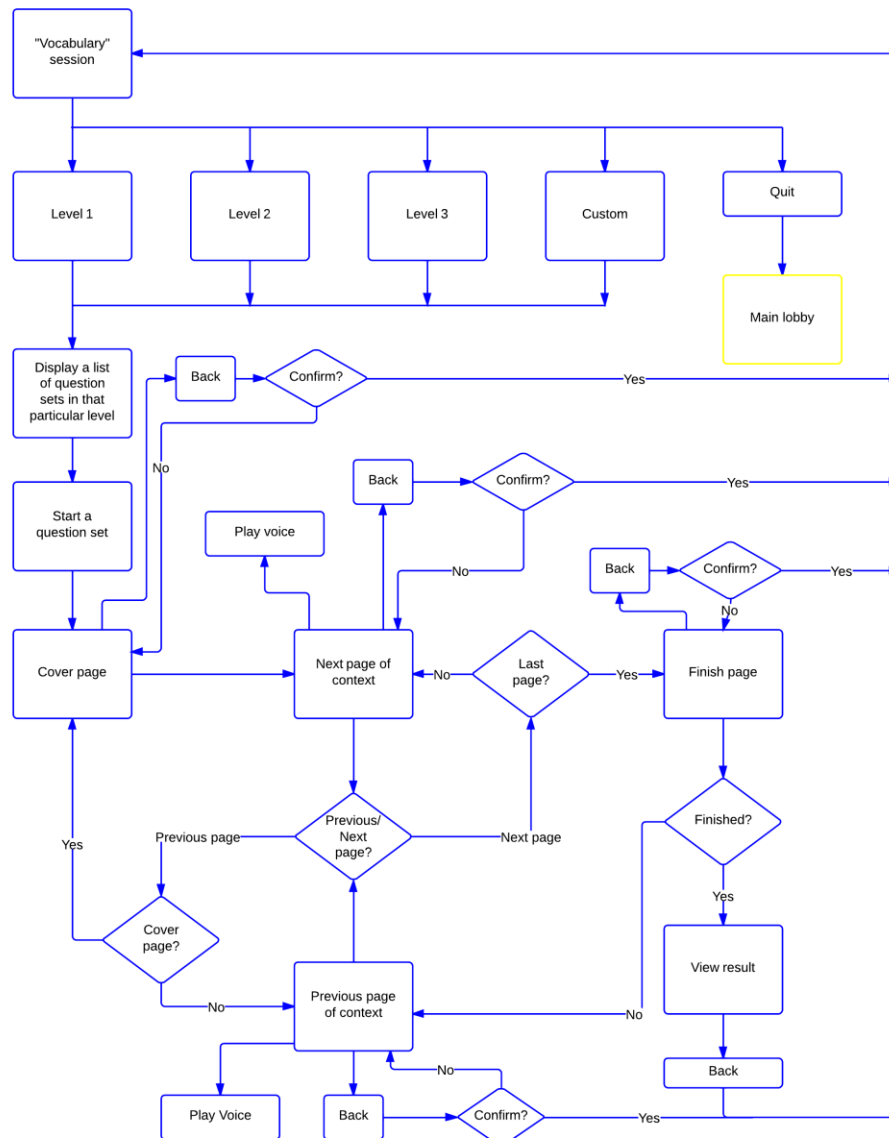 "Vocabulary"
session
Level 1
Level 2
Level 3
Custom
Quit
Main lobby
Display a list
of question
sets in that
particular level
Back
Confirm?
Yes
No
Start a
question set
Play voice
Back
Confirm?
Yes
No
Back
Confirm?
Yes
No
Cover page
Next page of
context
No
Last
page?
Yes
Finish page
Previous page
Previous/
Next
page?
Next page
Finished?
Yes
Yes
Cover
page?
No
Previous page
of context
No
View result
Back
No
Play Voice
Back
Confirm?
Yes